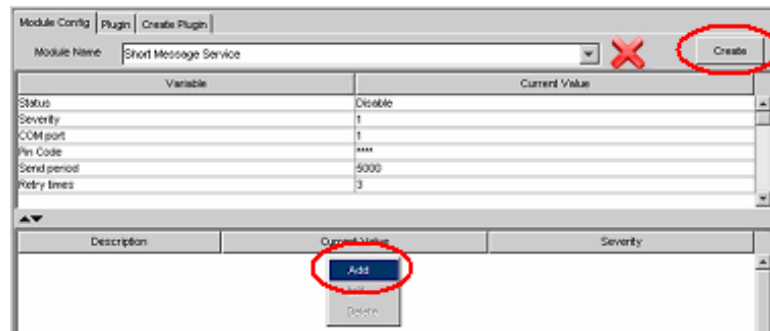 Module Config Plugin Create Plugin
Module Name Short Message Service Create
Variable Current Value
Status Disable
Severity 1
COM port 1
Pin Code ****
Send period 5000
Retry times 3
Description Current Value Severity
Add
Delete